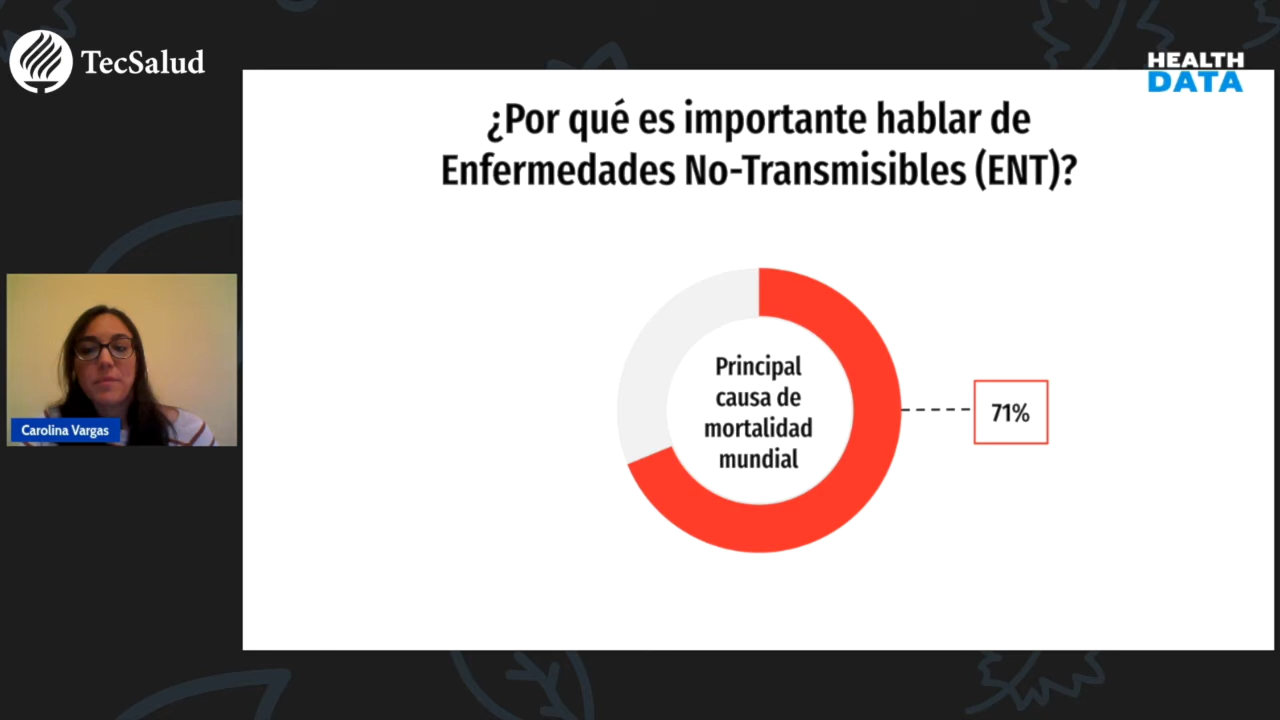 TecSalud
HEALTH
DATA
¿Por qué es importante hablar de
Enfermedades No-Transmisibles (ENT)?
Principal
causa de
mortalidad
mundial
71%
Carolina Vargas